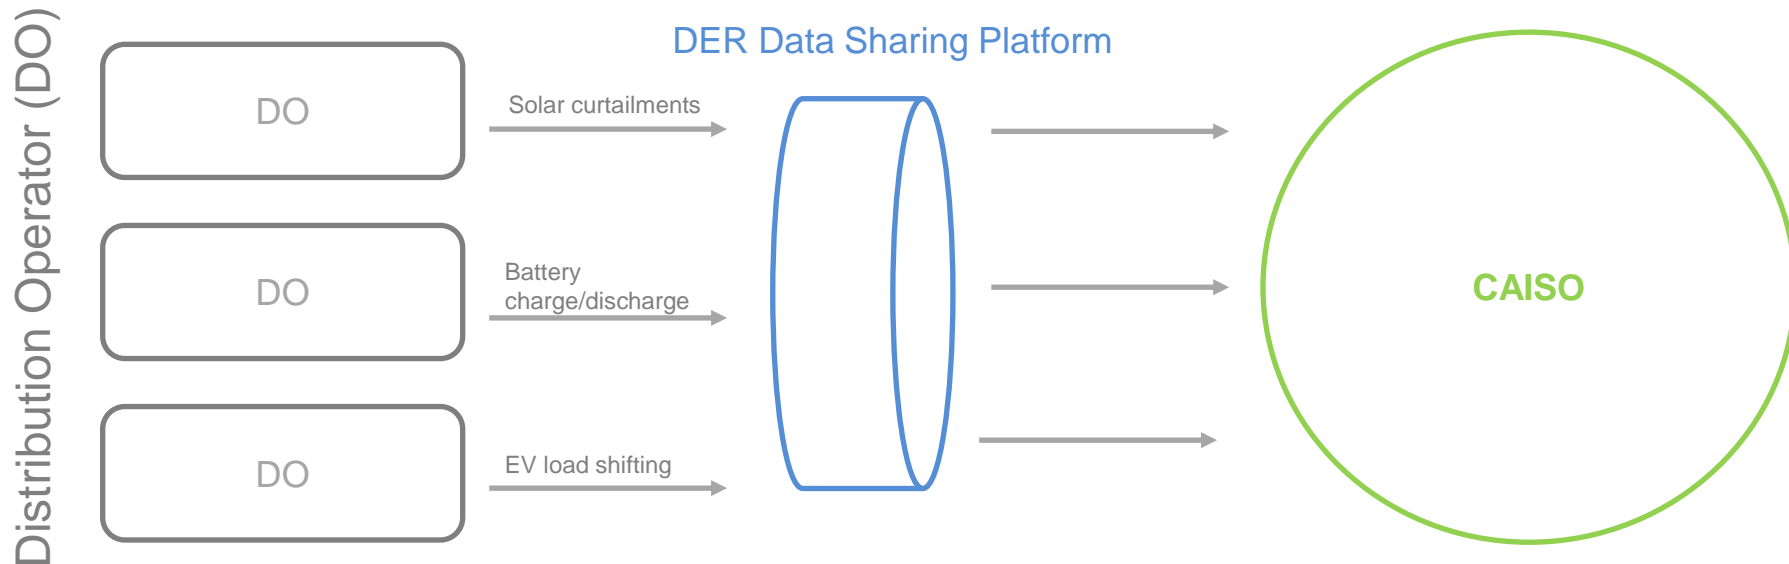 Distribution Operator (DO)
DER Data Sharing Platform
DO
Solar curtailments
DO
Battery
charge/discharge
CAISO
DO
EV load shifting